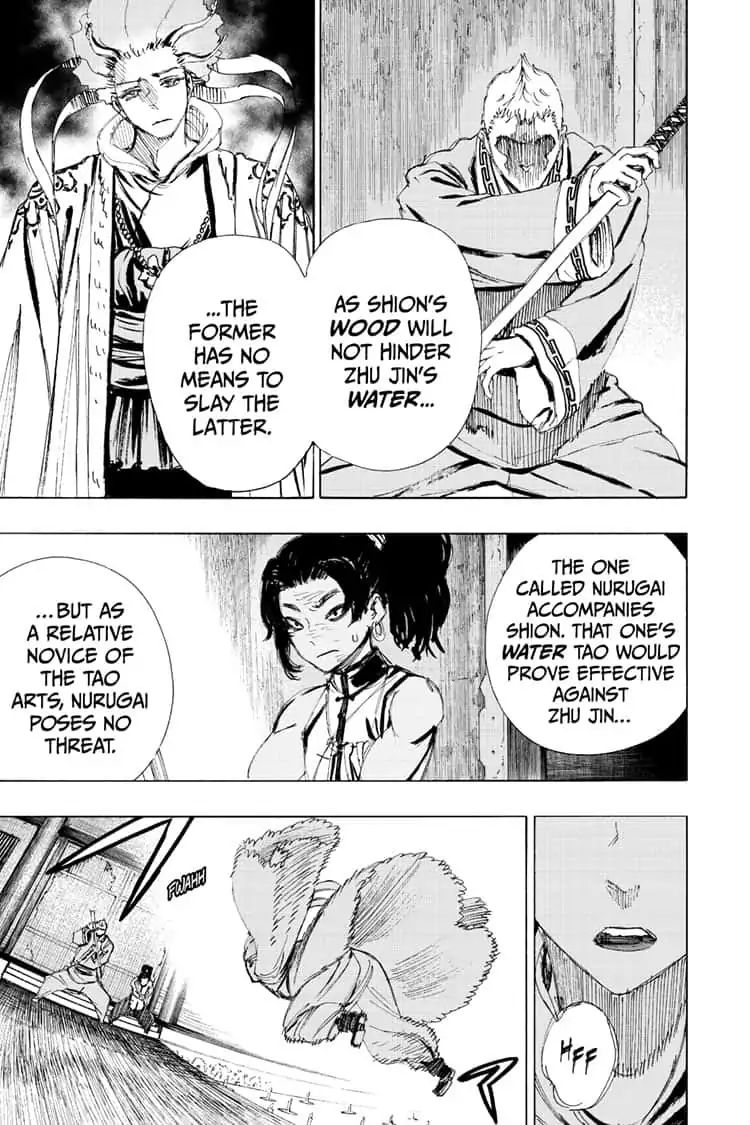 AS SHION'S
WOOD WILL
NOT HINDER
ZHU JIN'S
WATER...
...THE
FORMER
HAS NO
MEANS TO
SLAY THE
LATTER.
THE ONE
CALLED NURUGAI
ACCOMPANIES
SHION. THAT ONE'S
WATER TAO WOULD
PROVE EFFECTIVE
AGAINST
ZHU JIN...
...BUT AS
A RELATIVE
NOVICE OF
THE TAO
ARTS, NURUGAI
POSES NO
THREAT.
HFF
FWAHH